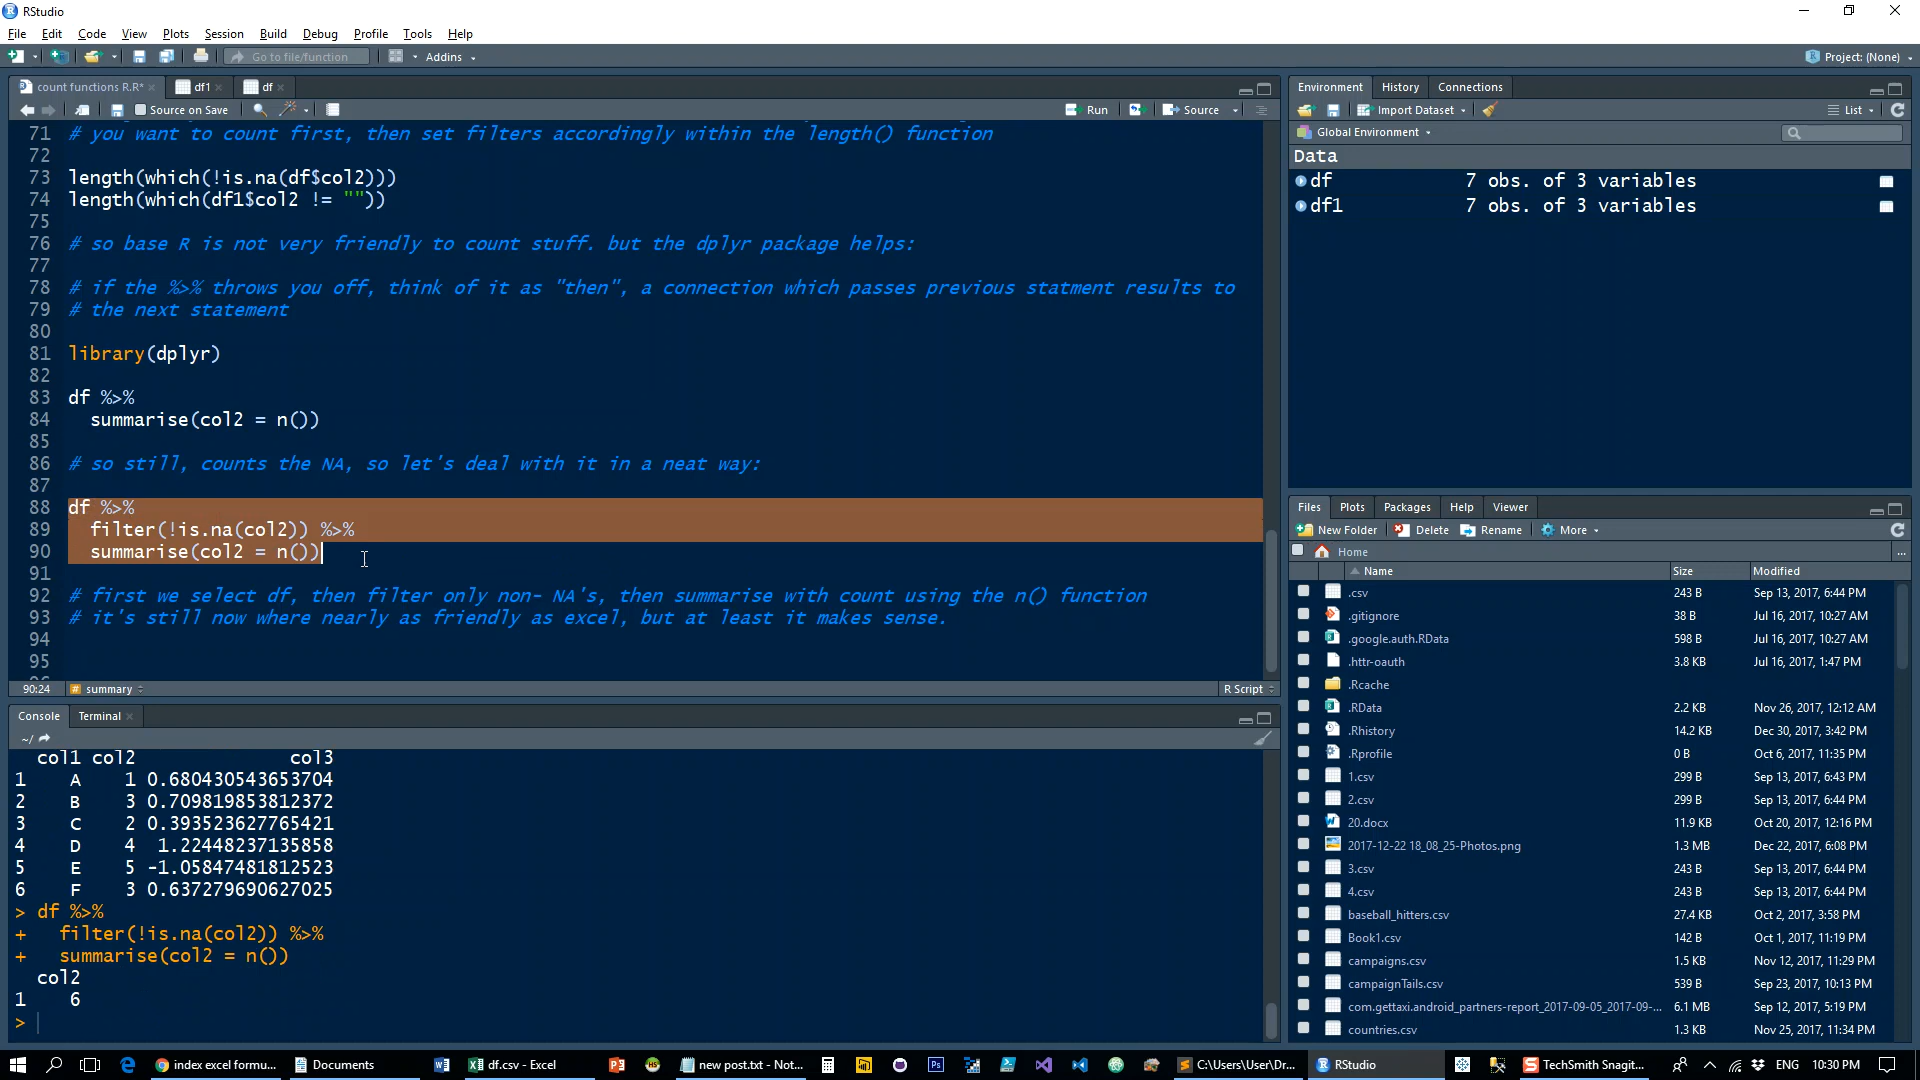 RStudio
File Edit Code View Plots Session Build Debug Profile Tools Help
Go to file/function Addins Project: (None)
count functions R.R* df1 df
Source on Save Run Source
71 # you want to count first, then set filters accordingly within the length() function
72
73 length(which(!is.na(df$col2)))
74 length(which(df1$col2 != ""))
75
76 # so base R is not very friendly to count stuff. but the dplyr package helps:
77
78 # if the %>% throws you off, think of it as "then", a connection which passes previous statment results to
79 # the next statement
80
81 library(dplyr)
82
83 df %>%
84 summarise(col2 = n())
85
86 # so still, counts the NA, so let's deal with it in a neat way:
87
88 df %>%
89 filter(!is.na(col2)) %>%
90 summarise(col2 = n())
91
92 # first we select df, then filter only non- NA's, then summarise with count using the n() function
93 # it's still now where nearly as friendly as excel, but at least it makes sense.
94
95
90:24 # summary R Script
Console Terminal
~/
col1 col2 col3
1 A 1 0.680430543653704
2 B 3 0.709819853812372
3 C 2 0.393523627765421
4 D 4 1.22448237135858
5 E 5 -1.05847481812523
6 F 3 0.637279690627025
> df %>%
+ filter(!is.na(col2)) %>%
+ summarise(col2 = n())
col2
1 6
>
Environment History Connections
Import Dataset List
Global Environment
Data
df 7 obs. of 3 variables
df1 7 obs. of 3 variables
Files Plots Packages Help Viewer
New Folder Delete Rename More
Home ...
Name Size Modified
.csv 243 B Sep 13, 2017, 6:44 PM
.gitignore 38 B Jul 16, 2017, 10:27 AM
.google.auth.RData 598 B Jul 16, 2017, 10:27 AM
.httr-oauth 3.8 KB Jul 16, 2017, 1:47 PM
.Rcache
.RData 2.2 KB Nov 26, 2017, 12:12 AM
.Rhistory 14.2 KB Dec 30, 2017, 3:42 PM
.Rprofile 0 B Oct 6, 2017, 11:35 PM
1.csv 299 B Sep 13, 2017, 6:43 PM
2.csv 299 B Sep 13, 2017, 6:44 PM
20.docx 11.9 KB Oct 20, 2017, 12:16 PM
2017-12-22 18_08_25-Photos.png 1.3 MB Dec 22, 2017, 6:08 PM
3.csv 243 B Sep 13, 2017, 6:44 PM
4.csv 243 B Sep 13, 2017, 6:44 PM
baseball_hitters.csv 27.4 KB Oct 2, 2017, 3:58 PM
Book1.csv 142 B Oct 1, 2017, 11:19 PM
campaigns.csv 1.5 KB Nov 12, 2017, 11:29 PM
campaignTails.csv 539 B Sep 23, 2017, 10:13 PM
com.gettaxi.android_partners-report_2017-09-05_2017-09-... 6.1 MB Sep 12, 2017, 5:19 PM
countries.csv 1.3 KB Nov 25, 2017, 11:34 PM
index excel formu... Documents df.csv - Excel new post.txt - Not... C:\Users\User\Dr... RStudio TechSmith Snagit... ENG 10:30 PM